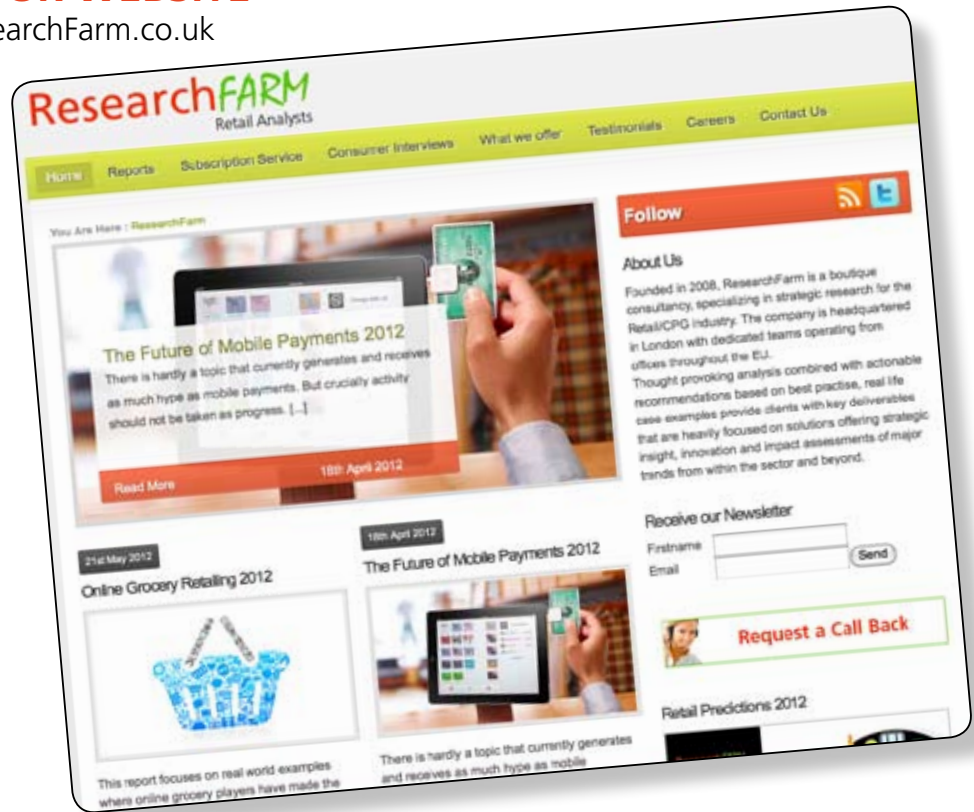 WEBSITE
earchFarm.co.uk
ResearchFARM
Retail Analysts
Home Reports Subscription Service Consumer Interviews What we offer Testimonials Careers Contact Us
You Are Here : ResearchFarm
The Future of Mobile Payments 2012
There is hardly a topic that currently generates and receives
as much hype as mobile payments. But crucially activity
should not be taken as progress. [...]
Read More 18th April 2012
21st May 2012
Online Grocery Retailing 2012
This report focuses on real world examples
where online grocery players have made the
18th April 2012
The Future of Mobile Payments 2012
There is hardly a topic that currently generates
and receives as much hype as mobile
Follow
About Us
Founded in 2008, ResearchFarm is a boutique
consultancy, specializing in strategic research for the
Retail/CPG industry. The company is headquartered
in London with dedicated teams operating from
offices throughout the EU.
Thought provoking analysis combined with actionable
recommendations based on best practise, real life
case examples provide clients with key deliverables
that are heavily focused on solutions offering strategic
insight, innovation and impact assessments of major
trends from within the sector and beyond.
Receive our Newsletter
Firstname
Email
Send
Request a Call Back
Retail Predictions 2012